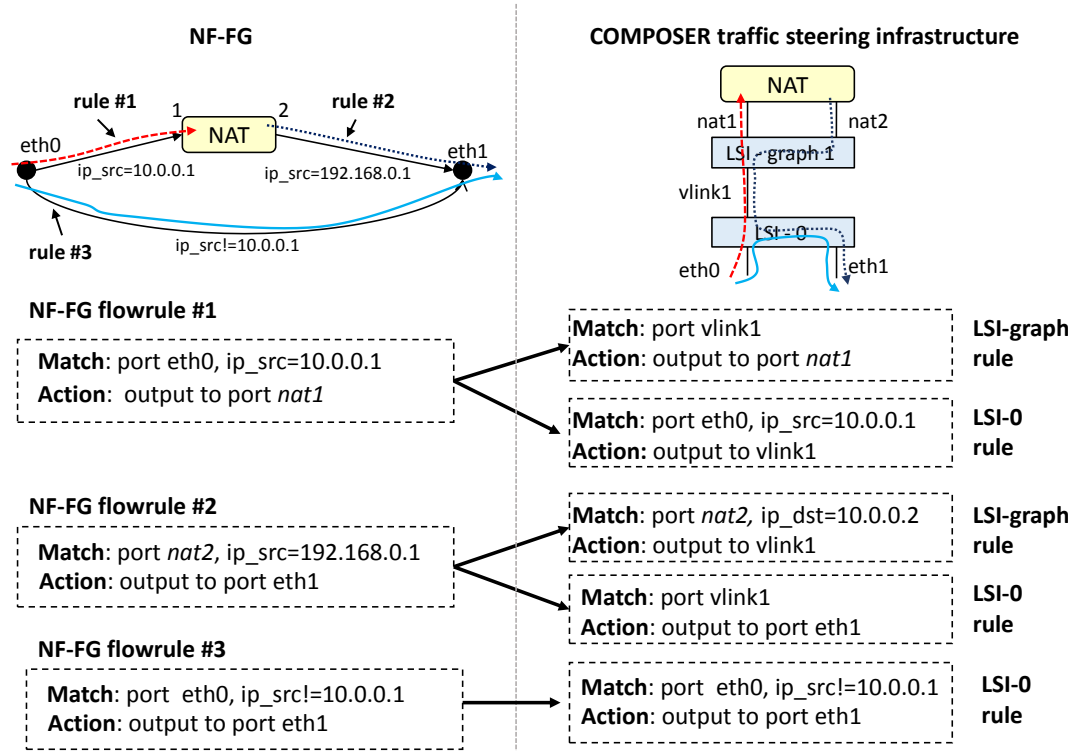 NF-FG
COMPOSER traffic steering infrastructure
rule #1
1
2
rule #2
NAT
eth0
eth1
ip_src=10.0.0.1
ip_src=192.168.0.1
rule #3
ip_src!=10.0.0.1
NAT
nat1
nat2
LSI - graph 1
vlink1
LSI - 0
eth0
eth1
NF-FG flowrule #1
Match: port eth0, ip_src=10.0.0.1
Action: output to port nat1
Match: port vlink1
Action: output to port nat1
LSI-graph
rule
Match: port eth0, ip_src=10.0.0.1
Action: output to vlink1
LSI-0
rule
NF-FG flowrule #2
Match: port nat2, ip_src=192.168.0.1
Action: output to port eth1
Match: port nat2, ip_dst=10.0.0.2
Action: output to vlink1
LSI-graph
rule
Match: port vlink1
Action: output to port eth1
LSI-0
rule
NF-FG flowrule #3
Match: port eth0, ip_src!=10.0.0.1
Action: output to port eth1
Match: port eth0, ip_src!=10.0.0.1
Action: output to port eth1
LSI-0
rule